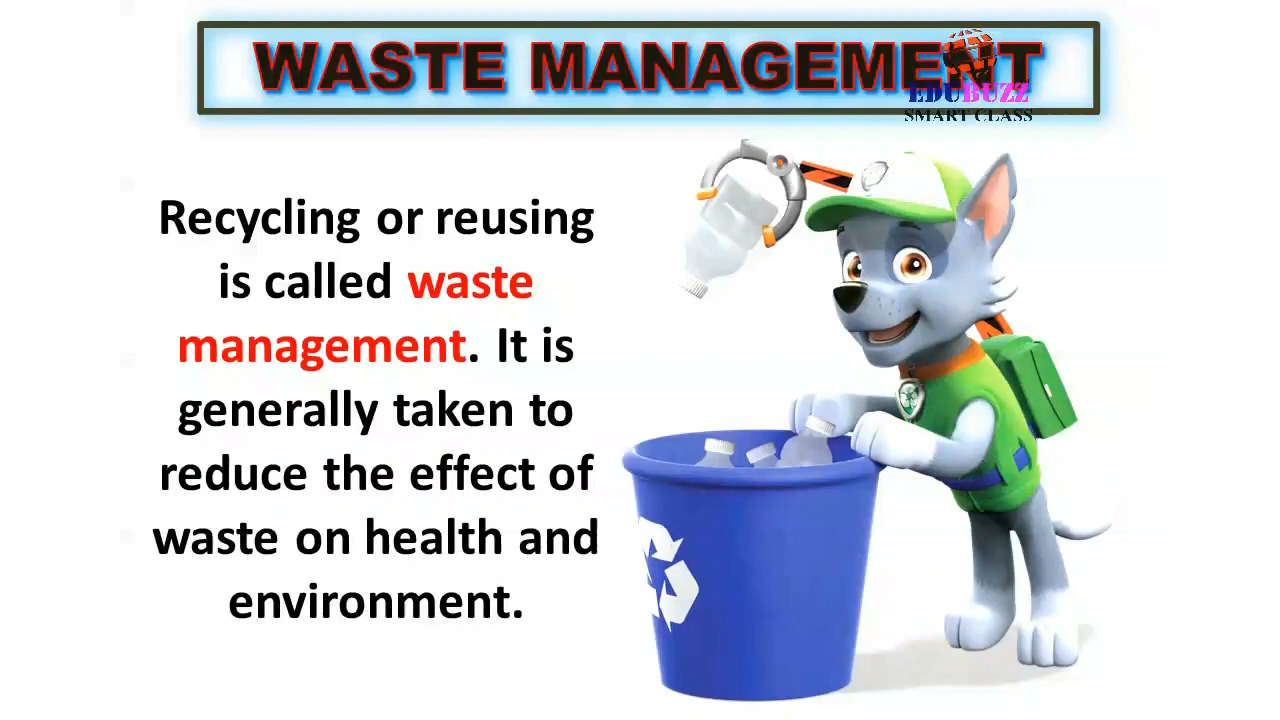 WASTE MANAGEMENT
EDUBUZZ
SMART CLASS
Recycling or reusing
is called waste
management. It is
generally taken to
reduce the effect of
waste on health and
environment.